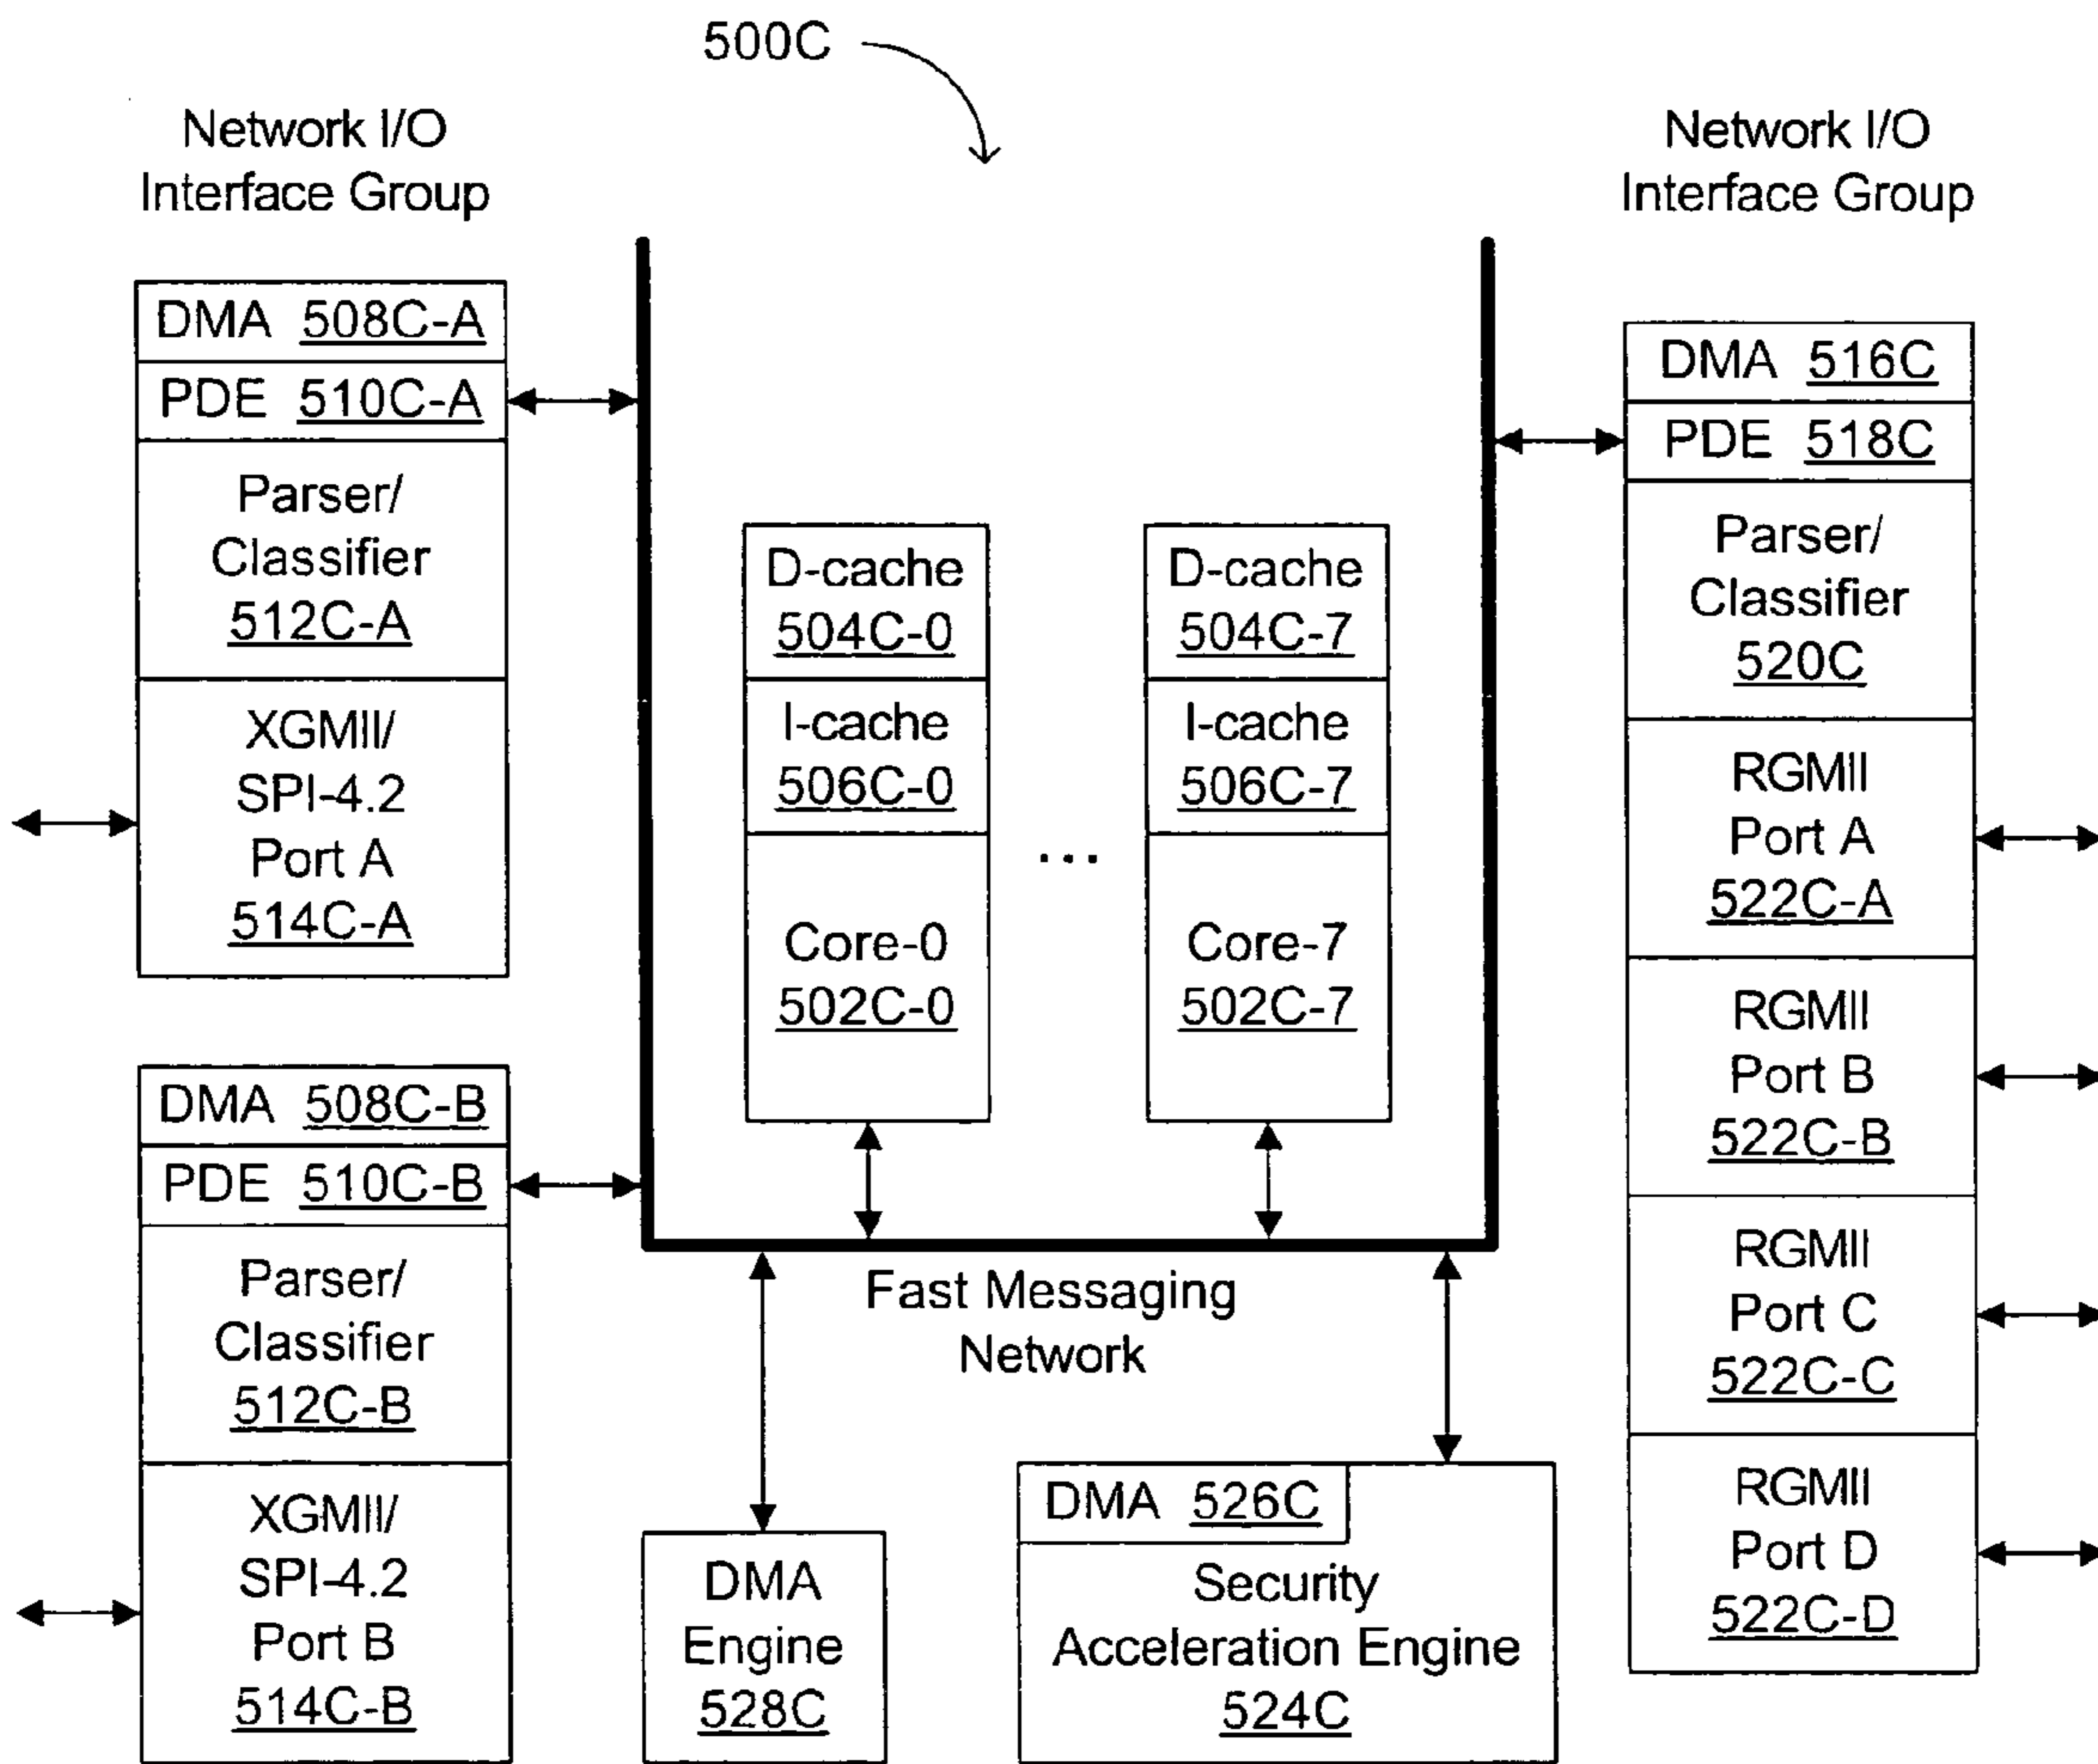 500C
Network I/O
Interface Group
DMA 508C-A
PDE 510C-A
Parser/
Classifier
512C-A
XGMII/
SPI-4.2
Port A
514C-A
DMA 508C-B
PDE 510C-B
Parser/
Classifier
512C-B
XGMII/
SPI-4.2
Port B
514C-B
D-cache
504C-0
I-cache
506C-0
Core-0
502C-0
...
D-cache
504C-7
I-cache
506C-7
Core-7
502C-7
Fast Messaging
Network
DMA
Engine
528C
DMA 526C
Security
Acceleration Engine
524C
Network I/O
Interface Group
DMA 516C
PDE 518C
Parser/
Classifier
520C
RGMII
Port A
522C-A
RGMII
Port B
522C-B
RGMII
Port C
522C-C
RGMII
Port D
522C-D